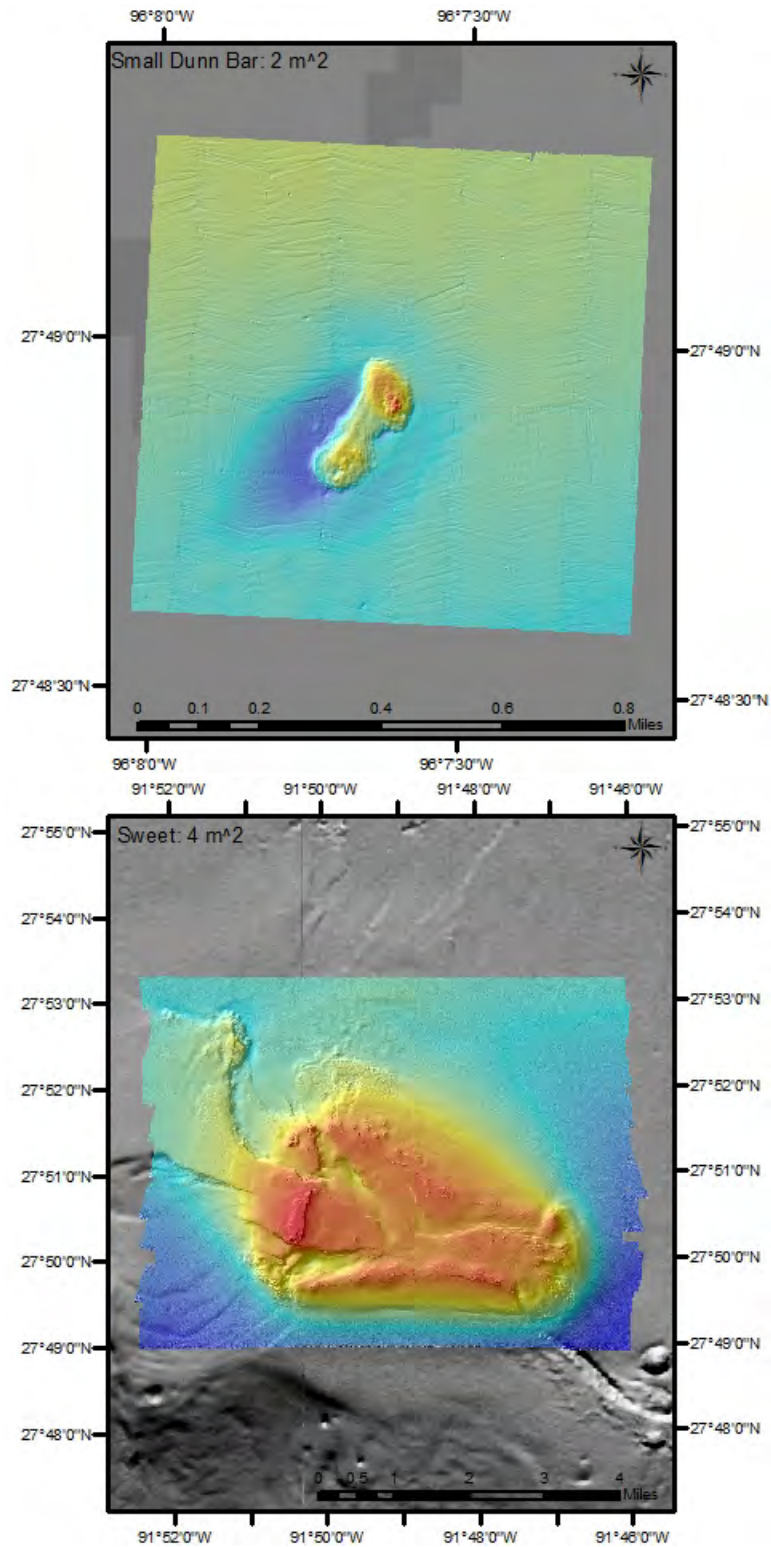 96°8'0"W 96°7'30"W
Small Dunn Bar: 2 m^2
27°49'0"N 27°49'0"N
27°48'30"N 27°48'30"N
0 0.1 0.2 0.4 0.6 0.8
Miles
96°8'0"W 96°7'30"W
91°52'0"W 91°50'0"W 91°48'0"W 91°46'0"W
27°55'0"N 27°55'0"N
Sweet: 4 m^2
27°54'0"N 27°54'0"N
27°53'0"N 27°53'0"N
27°52'0"N 27°52'0"N
27°51'0"N 27°51'0"N
27°50'0"N 27°50'0"N
27°49'0"N 27°49'0"N
27°48'0"N 27°48'0"N
0 0.5 1 2 3 4
Miles
91°52'0"W 91°50'0"W 91°48'0"W 91°46'0"W